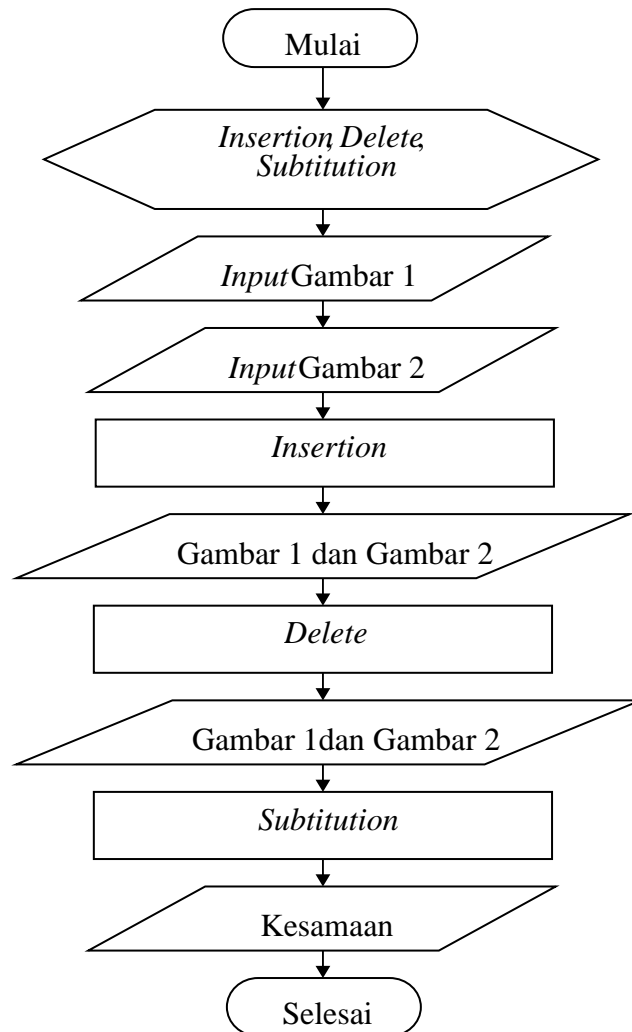 Mulai
Insertion, Delete,
Subtitution
Input Gambar 1
Input Gambar 2
Insertion
Gambar 1 dan Gambar 2
Delete
Gambar 1dan Gambar 2
Subtitution
Kesamaan
Selesai